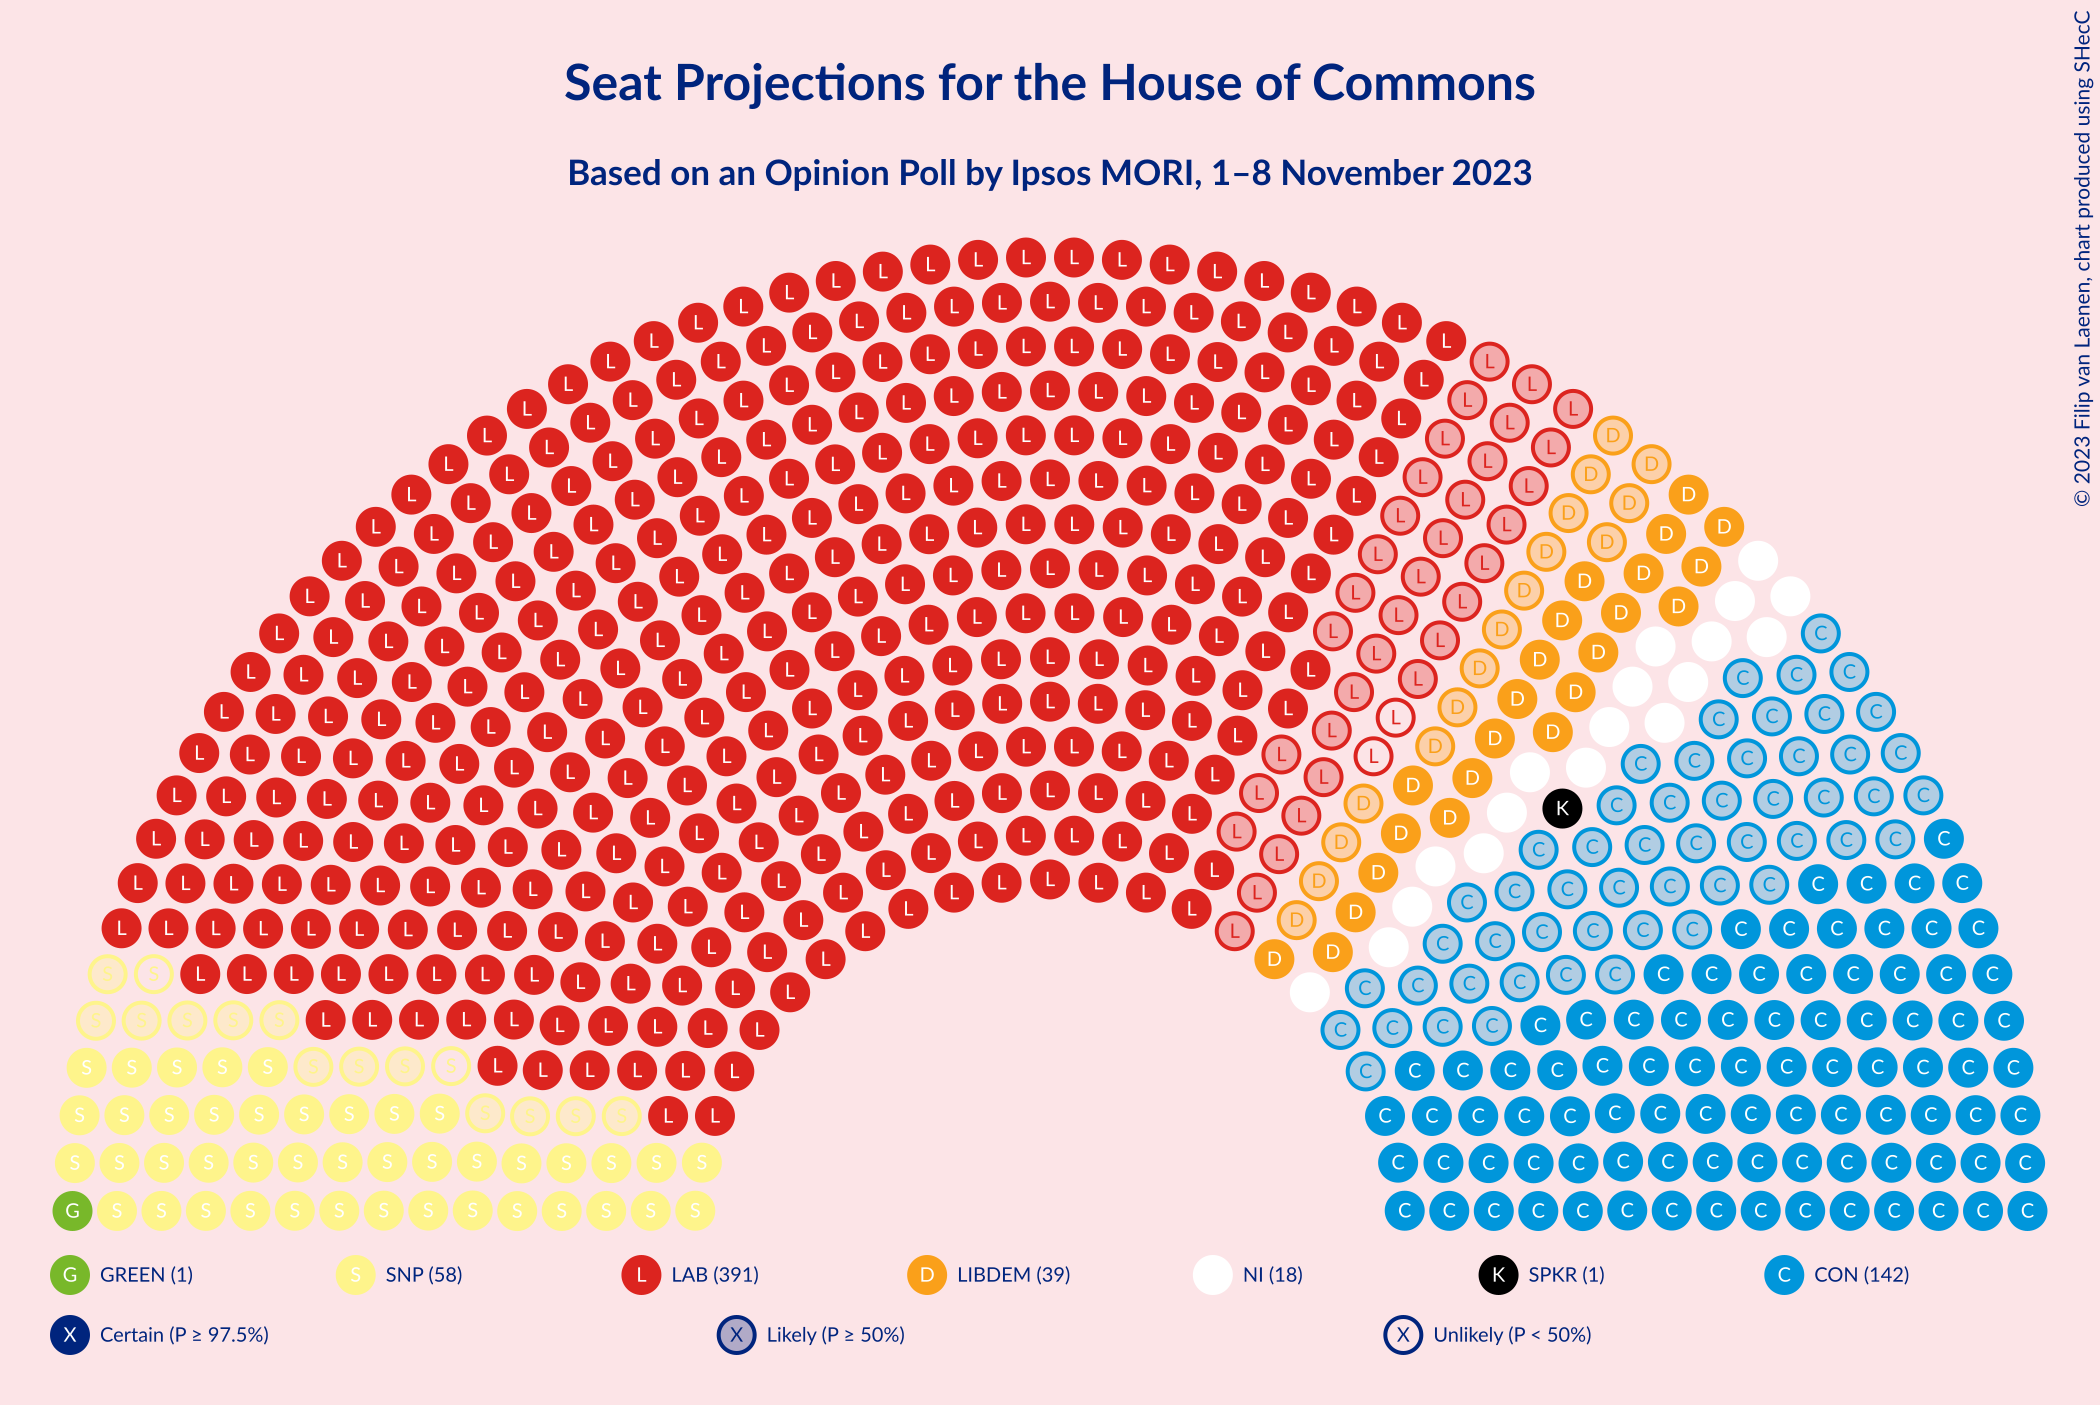 Seat Projections for the House of Commons
Based on an Opinion Poll by Ipsos MORI, 1–8 November 2023
© 2023 Filip van Laenen, chart produced using SHecC
G GREEN (1) S SNP (58) L LAB (391) D LIBDEM (39) NI (18) K SPKR (1) C CON (142)
X Certain (P ≥ 97.5%) X Likely (P ≥ 50%) X Unlikely (P < 50%)